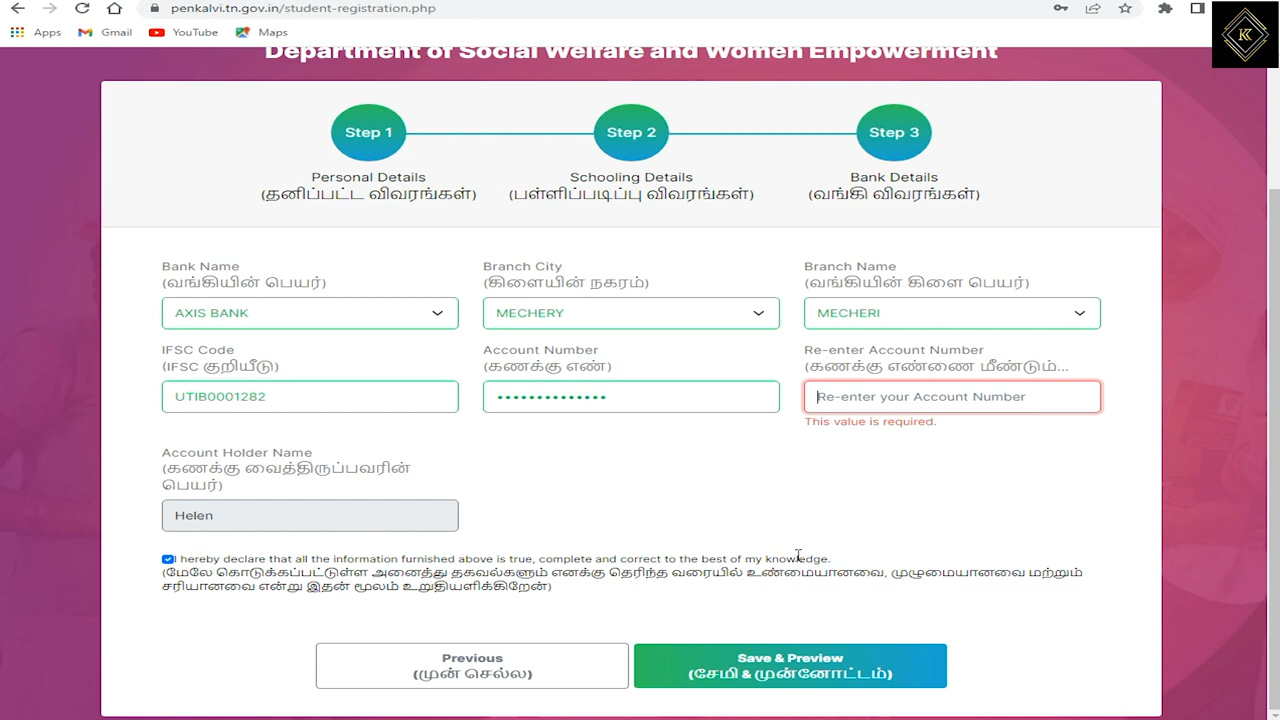 penkalvi.tn.gov.in/student-registration.php
Apps Gmail YouTube Maps
K
Department of Social Welfare and Women Empowerment
Step 1 Step 2 Step 3
Personal Details Schooling Details Bank Details
(தனிப்பட்ட விவரங்கள்) (பள்ளிப்படிப்பு விவரங்கள்) (வங்கி விவரங்கள்)
Bank Name Branch City Branch Name
(வங்கியின் பெயர்) (கிளையின் நகரம்) (வங்கியின் கிளை பெயர்)
AXIS BANK MECHERY MECHERI
IFSC Code Account Number Re-enter Account Number
(IFSC குறியீடு) (கணக்கு எண்) (கணக்கு எண்ணை மீண்டும்...
UTIB0001282 •••••••••••••• Re-enter your Account Number
This value is required.
Account Holder Name
(கணக்கு வைத்திருப்பவரின்
பெயர்)
Helen
I hereby declare that all the information furnished above is true, complete and correct to the best of my knowledge.
(மேலே கொடுக்கப்பட்டுள்ள அனைத்து தகவல்களும் எனக்கு தெரிந்த வரையில் உண்மையானவை, முழுமையானவை மற்றும்
சரியானவை என்று இதன் மூலம் உறுதியளிக்கிறேன்)
Previous Save & Preview
(முன் செல்ல) (சேமி & முன்னோட்டம்)